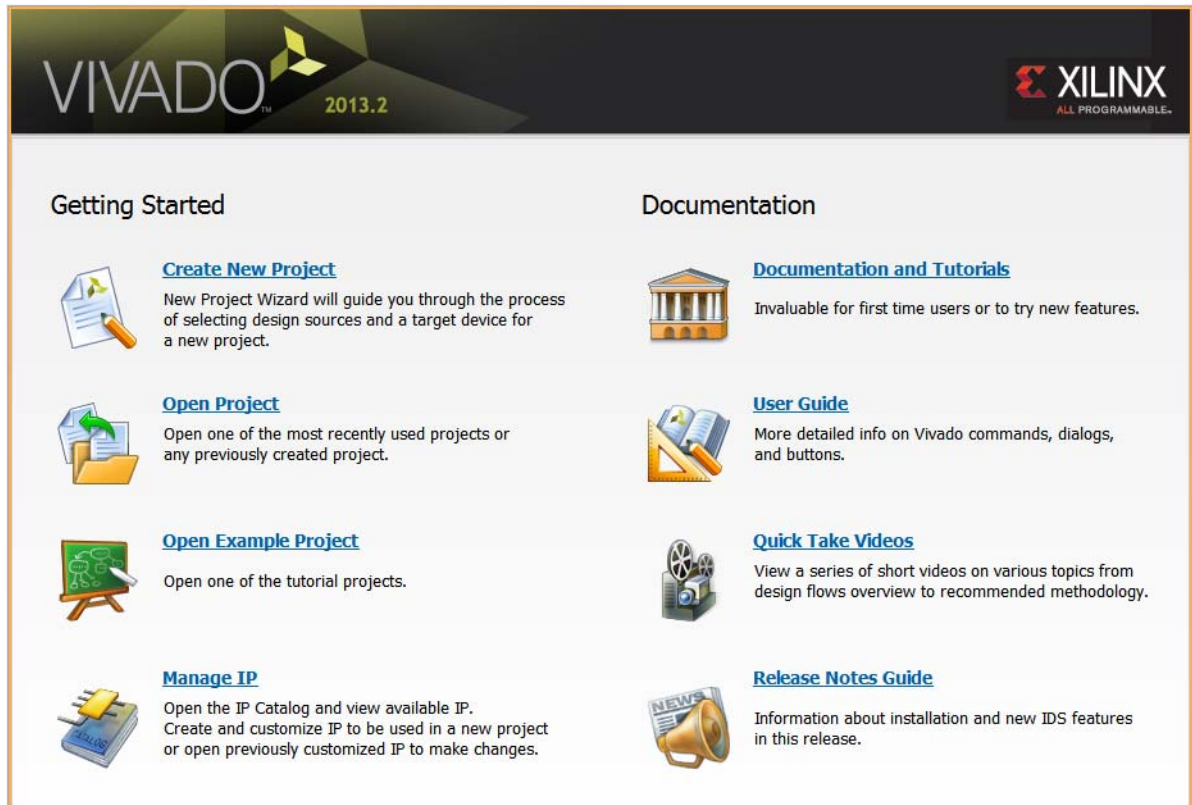 VIVADO™ 2013.2
XILINX
ALL PROGRAMMABLE™
Getting Started
Create New Project
New Project Wizard will guide you through the process
of selecting design sources and a target device for
a new project.
Open Project
Open one of the most recently used projects or
any previously created project.
Open Example Project
Open one of the tutorial projects.
Manage IP
CATALOG
Open the IP Catalog and view available IP.
Create and customize IP to be used in a new project
or open previously customized IP to make changes.
Documentation
Documentation and Tutorials
Invaluable for first time users or to try new features.
User Guide
More detailed info on Vivado commands, dialogs,
and buttons.
Quick Take Videos
View a series of short videos on various topics from
design flows overview to recommended methodology.
Release Notes Guide
NEWS
Information about installation and new IDS features
in this release.